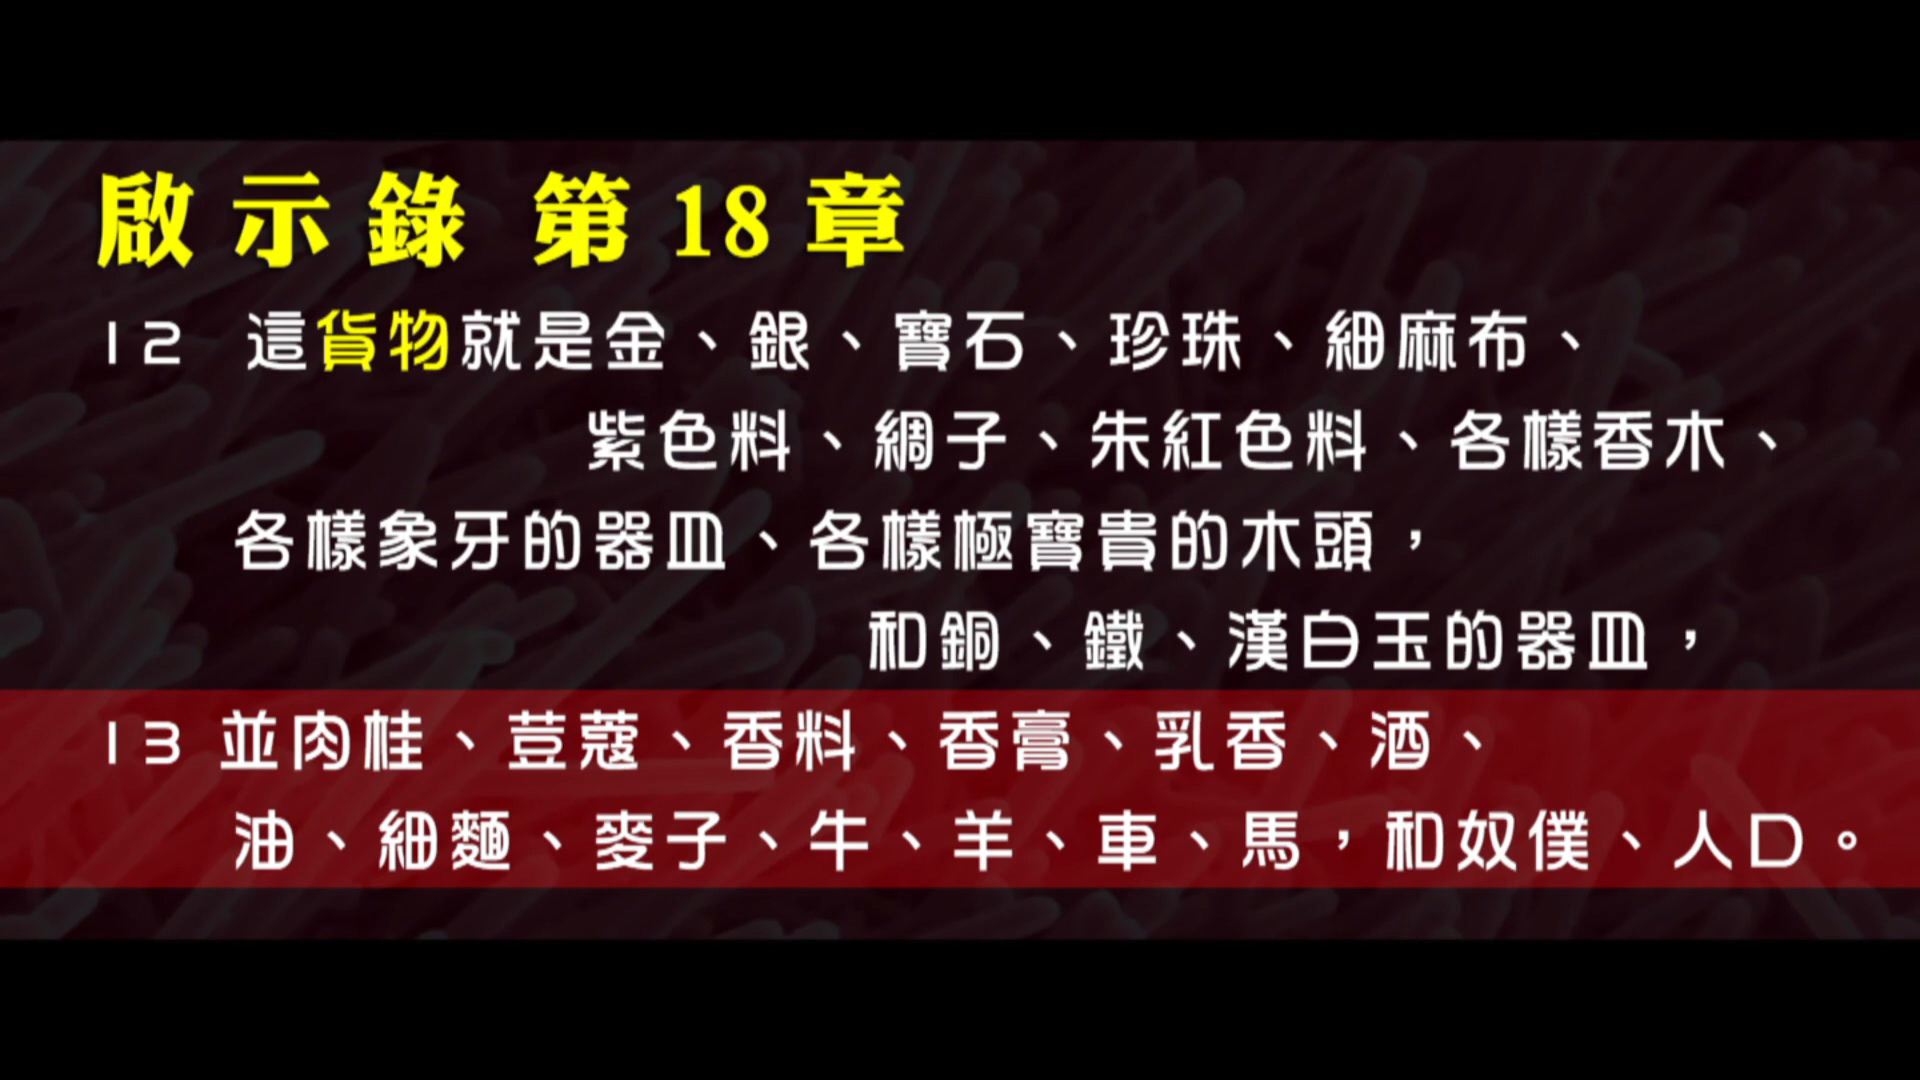 啟示錄 第18章
12 這貨物就是金、銀、寶石、珍珠、細麻布、
紫色料、綢子、朱紅色料、各樣香木、
各樣象牙的器皿、各樣極寶貴的木頭，
和銅、鐵、漢白玉的器皿，
13 並肉桂、荳蔻、香料、香膏、乳香、酒、
油、細麵、麥子、牛、羊、車、馬，和奴僕、人口。